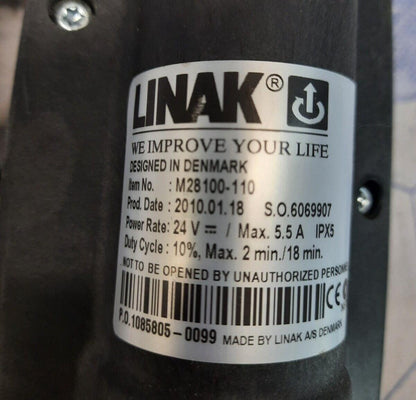 LINAK®
WE IMPROVE YOUR LIFE
DESIGNED IN DENMARK
Item No. : M28100-110
Prod. Date : 2010.01.18 S.O.6069907
Power Rate: 24 V ⎓ / Max. 5.5 A IPX5
Duty Cycle : 10%, Max. 2 min./18 min.
NOT TO BE OPENED BY UNAUTHORIZED
CE
P.O.1085805-0099 MADE BY LINAK A/S DENMARK